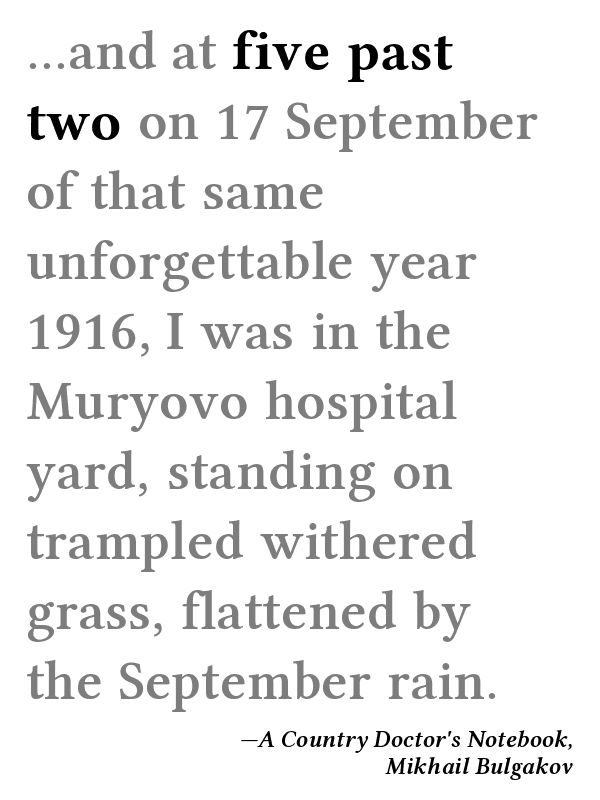 ...and at five past
two on 17 September
of that same
unforgettable year
1916, I was in the
Muryovo hospital
yard, standing on
trampled withered
grass, flattened by
the September rain.
—A Country Doctor's Notebook,
Mikhail Bulgakov